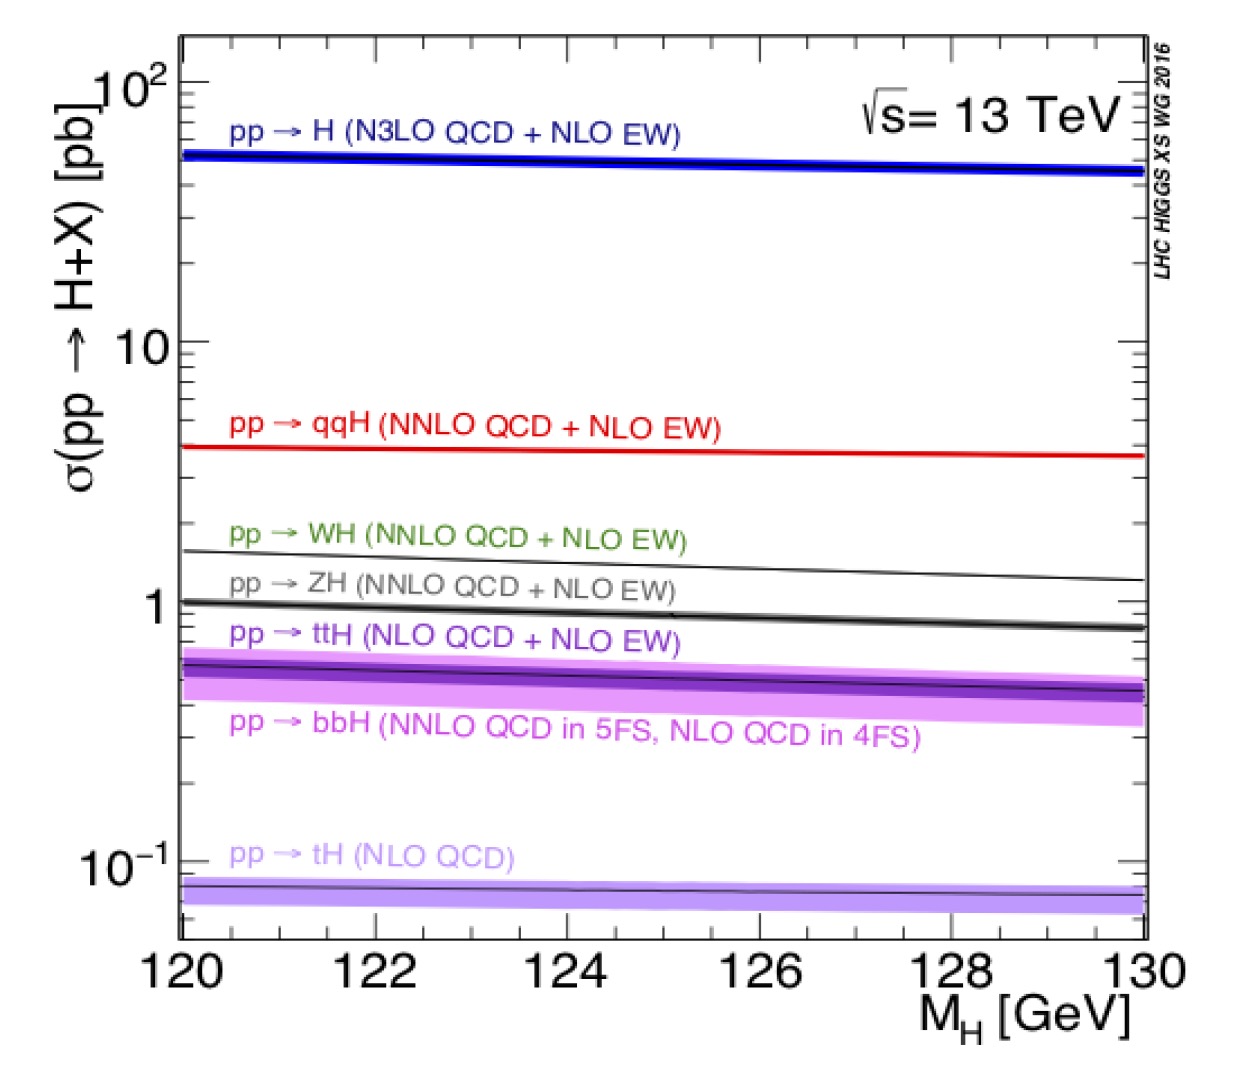 σ(pp → H+X) [pb]
10²
10
1
10⁻¹
√s= 13 TeV
LHC HIGGS XS WG 2016
pp → H (N3LO QCD + NLO EW)
pp → qqH (NNLO QCD + NLO EW)
pp → WH (NNLO QCD + NLO EW)
pp → ZH (NNLO QCD + NLO EW)
pp → ttH (NLO QCD + NLO EW)
pp → bbH (NNLO QCD in 5FS, NLO QCD in 4FS)
pp → tH (NLO QCD)
120 122 124 126 128 130
M_H [GeV]